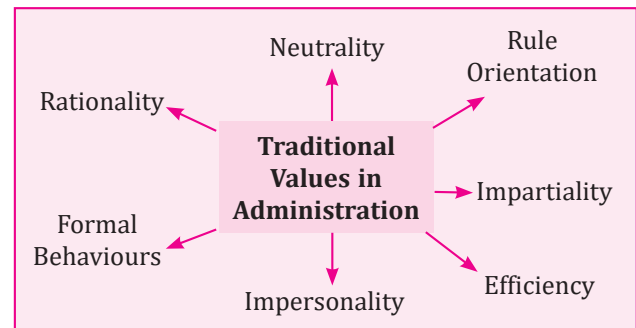 Neutrality
Rule
Orientation
Rationality
Traditional
Values in
Administration
Impartiality
Formal
Behaviours
Efficiency
Impersonality